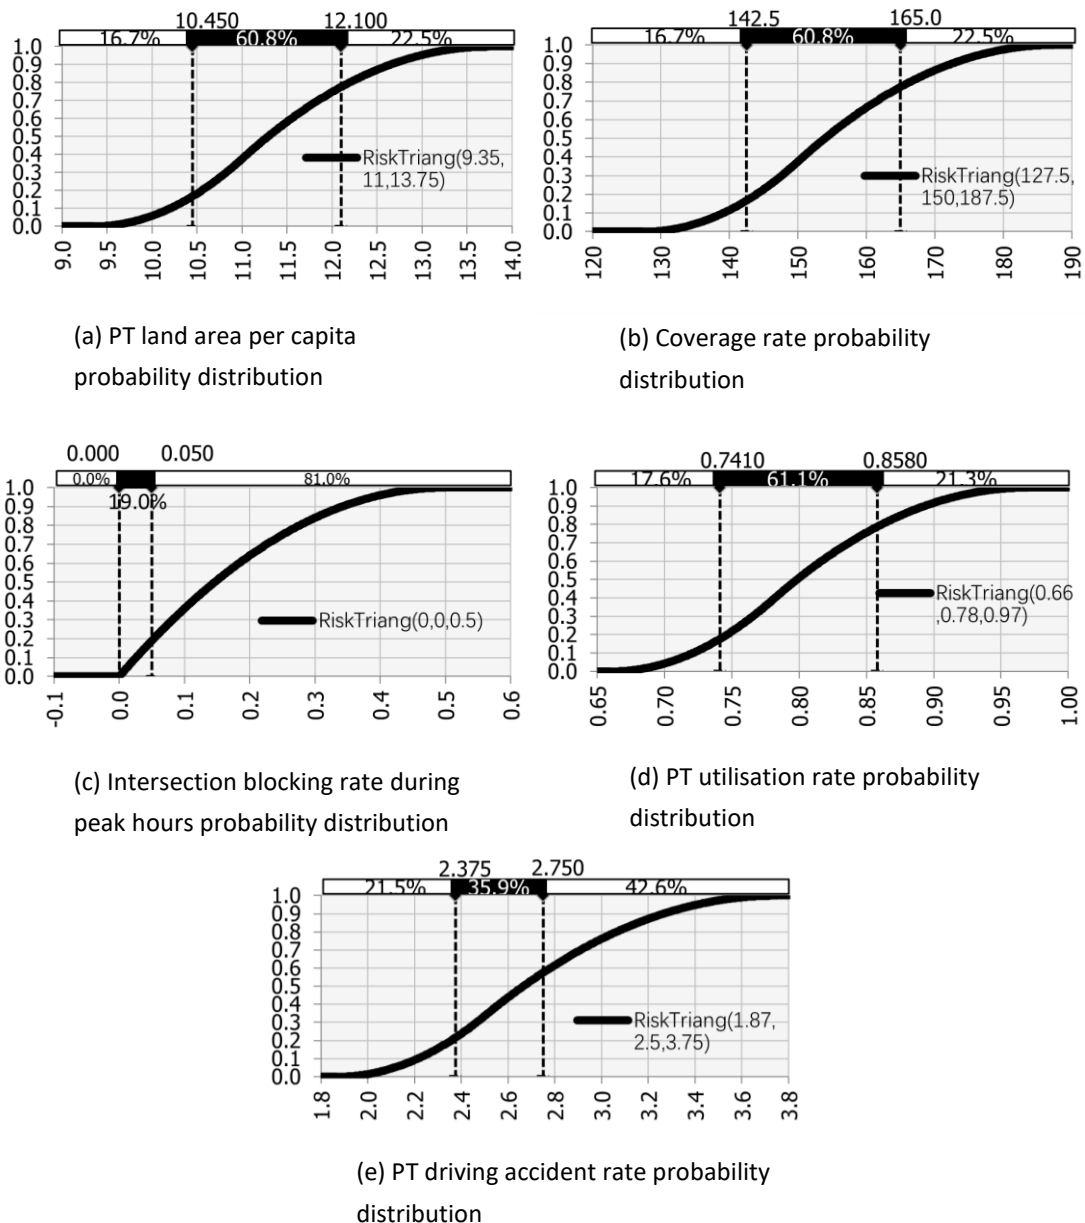 10.450 12.100
16.7% 60.8% 22.5%
1.0
0.9
0.8
0.7
0.6
0.5
0.4
0.3
0.2
0.1
0.0
RiskTriang(9.35,
11,13.75)
9.0 9.5 10.0 10.5 11.0 11.5 12.0 12.5 13.0 13.5 14.0
(a) PT land area per capita
probability distribution
142.5 165.0
16.7% 60.8% 22.5%
1.0
0.9
0.8
0.7
0.6
0.5
0.4
0.3
0.2
0.1
0.0
RiskTriang(127.5,
150,187.5)
120 130 140 150 160 170 180 190
(b) Coverage rate probability
distribution
0.000 0.050
0.0% 19.0% 81.0%
1.0
0.9
0.8
0.7
0.6
0.5
0.4
0.3
0.2
0.1
0.0
RiskTriang(0,0,0.5)
-0.1 0.0 0.1 0.2 0.3 0.4 0.5 0.6
(c) Intersection blocking rate during
peak hours probability distribution
0.7410 0.8580
17.6% 61.1% 21.3%
1.0
0.9
0.8
0.7
0.6
0.5
0.4
0.3
0.2
0.1
0.0
RiskTriang(0.66
,0.78,0.97)
0.65 0.70 0.75 0.80 0.85 0.90 0.95 1.00
(d) PT utilisation rate probability
distribution
2.375 2.750
21.5% 35.9% 42.6%
1.0
0.9
0.8
0.7
0.6
0.5
0.4
0.3
0.2
0.1
0.0
RiskTriang(1.87,
2.5,3.75)
1.8 2.0 2.2 2.4 2.6 2.8 3.0 3.2 3.4 3.6 3.8
(e) PT driving accident rate probability
distribution